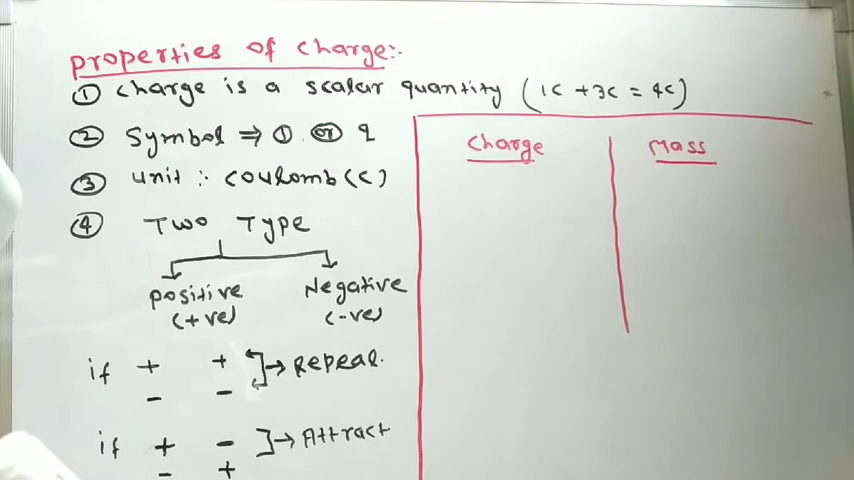 properties of charge:-
① charge is a scalar quantity (1C + 3C = 4C)
② Symbol ⇒ Q or q
③ unit :- coulomb (C)
④ Two Type
positive Negative
(+ve) (-ve)
if + + → Repeal.
- -
if + - → Attract
- +
charge Mass